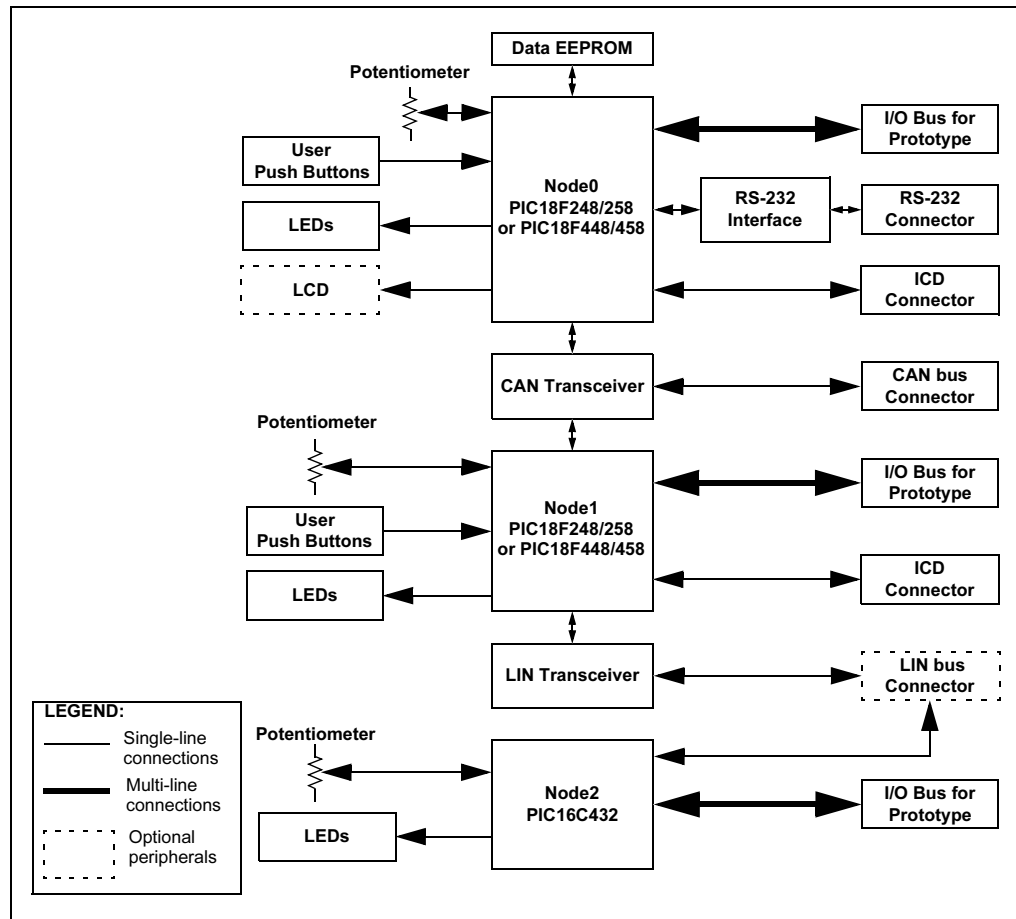 Data EEPROM
Potentiometer
I/O Bus for
Prototype
User
Push Buttons
Node0
PIC18F248/258
or PIC18F448/458
RS-232
Interface
RS-232
Connector
LEDs
LCD
ICD
Connector
CAN Transceiver
CAN bus
Connector
Potentiometer
I/O Bus for
Prototype
User
Push Buttons
Node1
PIC18F248/258
or PIC18F448/458
LEDs
ICD
Connector
LIN Transceiver
LIN bus
Connector
LEGEND:
Single-line
connections
Multi-line
connections
Optional
peripherals
Potentiometer
Node2
PIC16C432
I/O Bus for
Prototype
LEDs